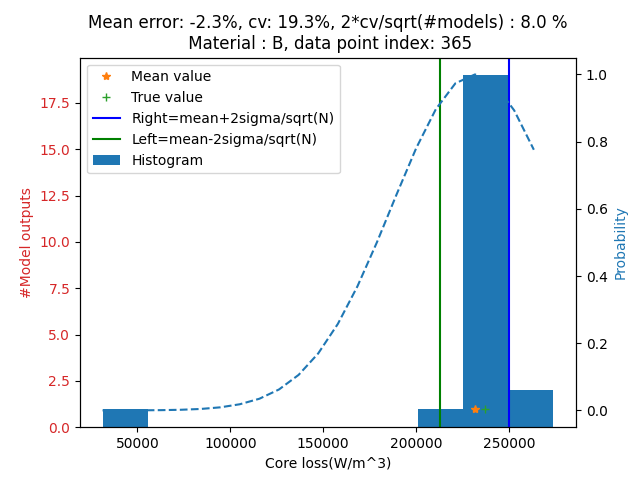 Mean error: -2.3%, cv: 19.3%, 2*cv/sqrt(#models) : 8.0 %
Material : B, data point index: 365
Mean value
True value
Right=mean+2sigma/sqrt(N)
Left=mean-2sigma/sqrt(N)
Histogram
#Model outputs
17.5
15.0
12.5
10.0
7.5
5.0
2.5
0.0
1.0
0.8
0.6
0.4
0.2
0.0
Probability
50000 100000 150000 200000 250000
Core loss(W/m^3)